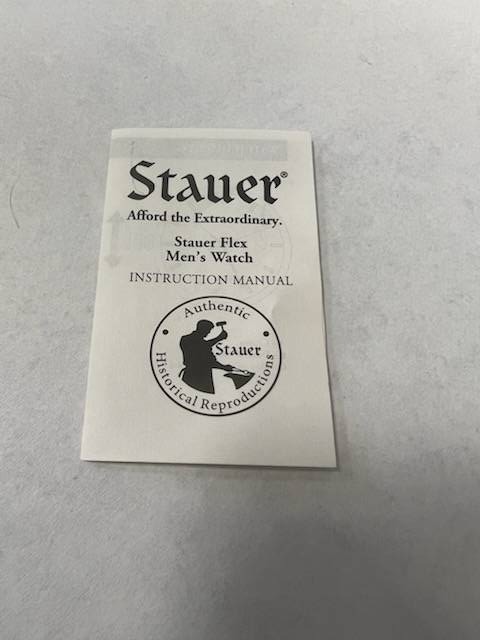 Stauer®
Afford the Extraordinary.
Stauer Flex
Men's Watch
INSTRUCTION MANUAL
Authentic
Stauer
Historical Reproductions